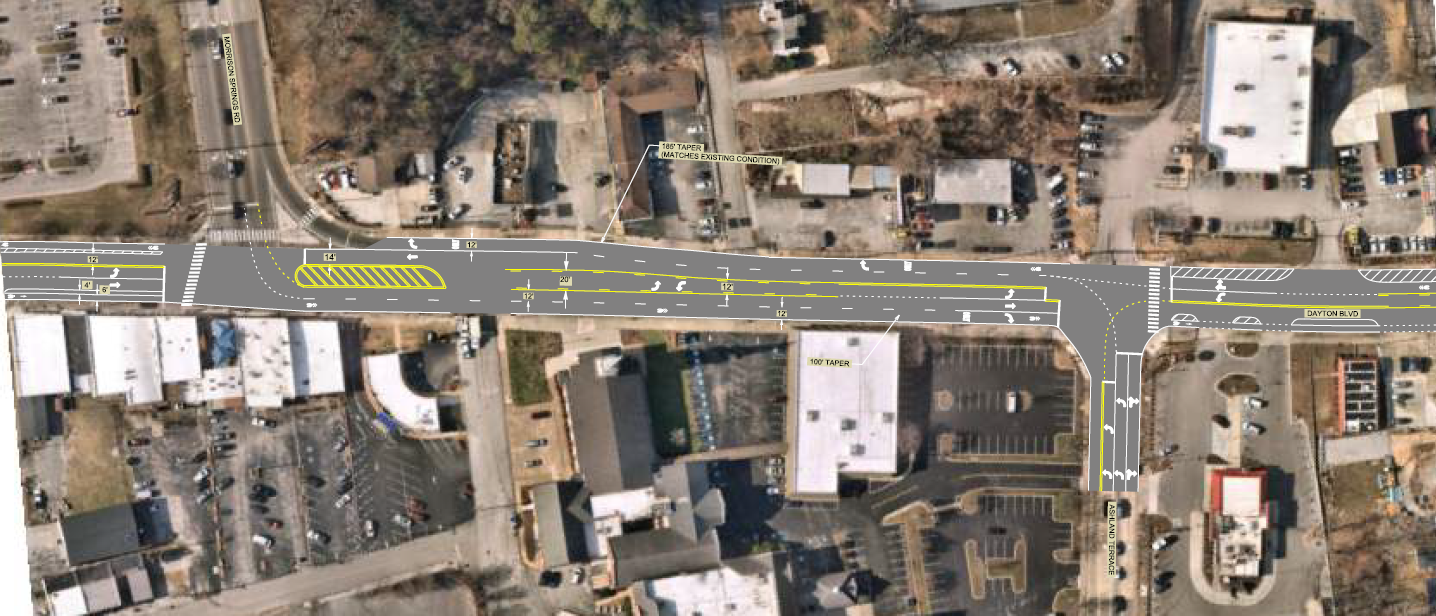 MORRISON SPRINGS RD
185' TAPER
(MATCHES EXISTING CONDITION)
12'
12'
14'
4'
6'
20'
12'
12'
12'
DAYTON BLVD
100' TAPER
ASHLAND TERRACE